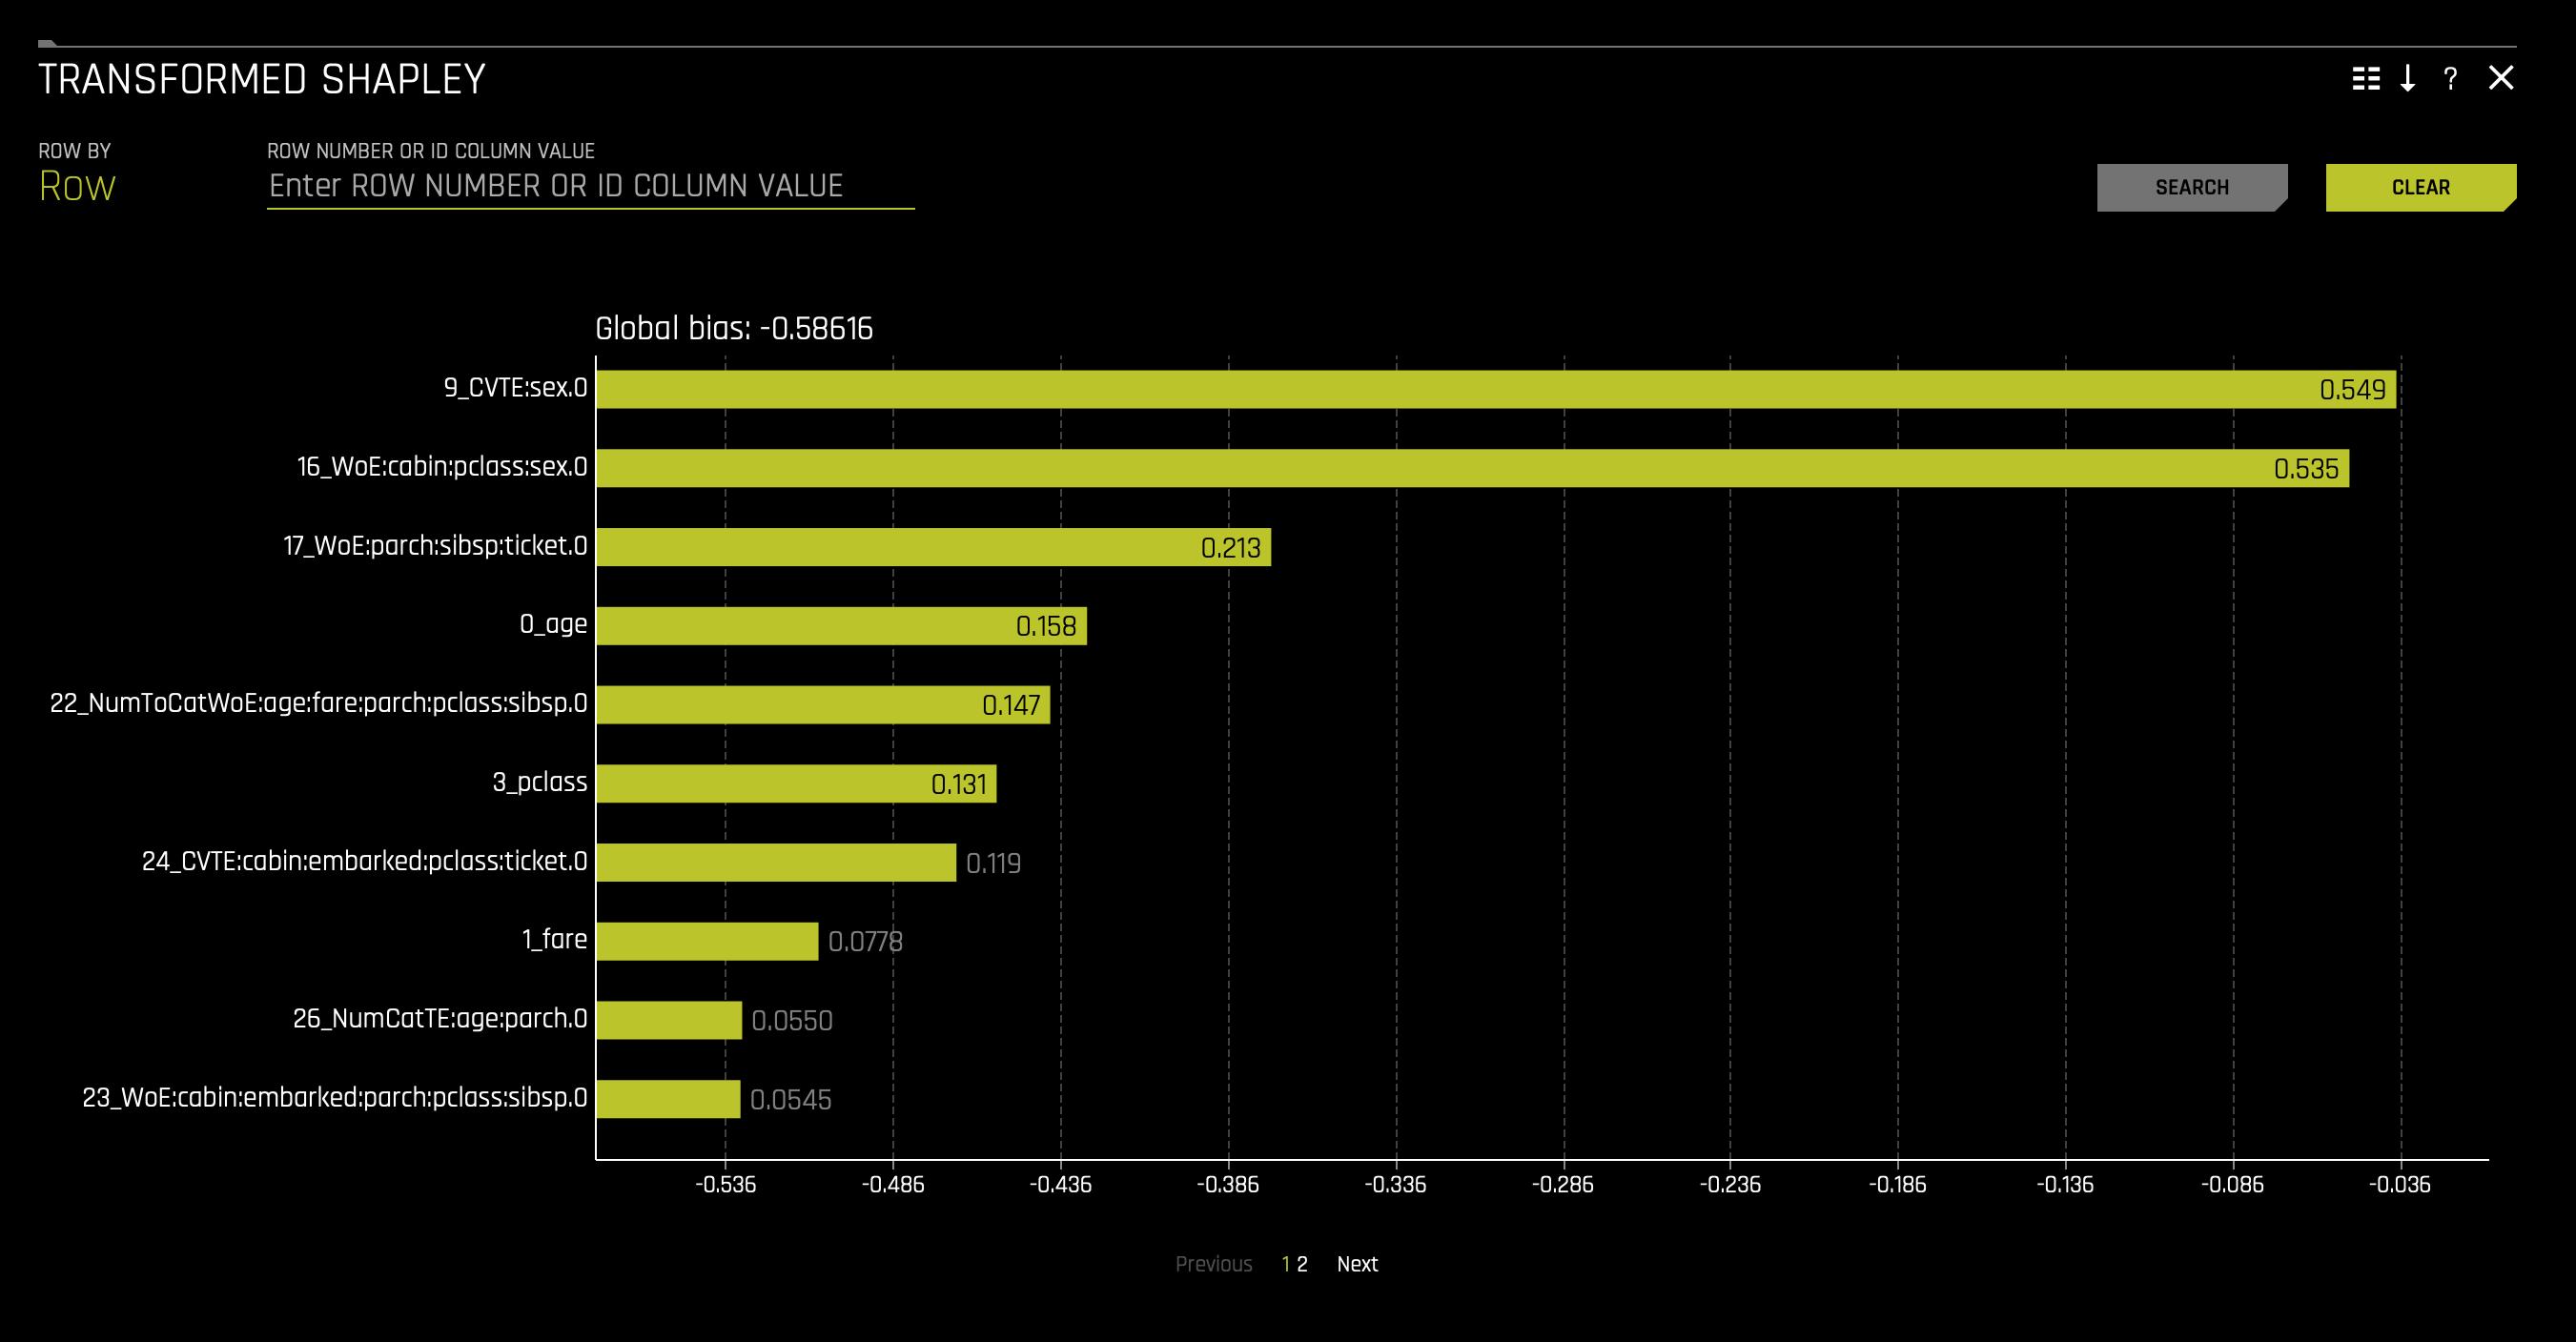 TRANSFORMED SHAPLEY
?
ROW BY
Row
ROW NUMBER OR ID COLUMN VALUE
Enter ROW NUMBER OR ID COLUMN VALUE
SEARCH
CLEAR
Global bias: -0.58616
9_CVTE:sex.0 0.549
16_WoE:cabin:pclass:sex.0 0.535
17_WoE:parch:sibsp:ticket.0 0.213
0_age 0.158
22_NumToCatWoE:age:fare:parch:pclass:sibsp.0 0.147
3_pclass 0.131
24_CVTE:cabin:embarked:pclass:ticket.0 0.119
1_fare 0.0778
26_NumCatTE:age:parch.0 0.0550
23_WoE:cabin:embarked:parch:pclass:sibsp.0 0.0545
-0.536 -0.486 -0.436 -0.386 -0.336 -0.286 -0.236 -0.186 -0.136 -0.086 -0.036
Previous 1 2 Next